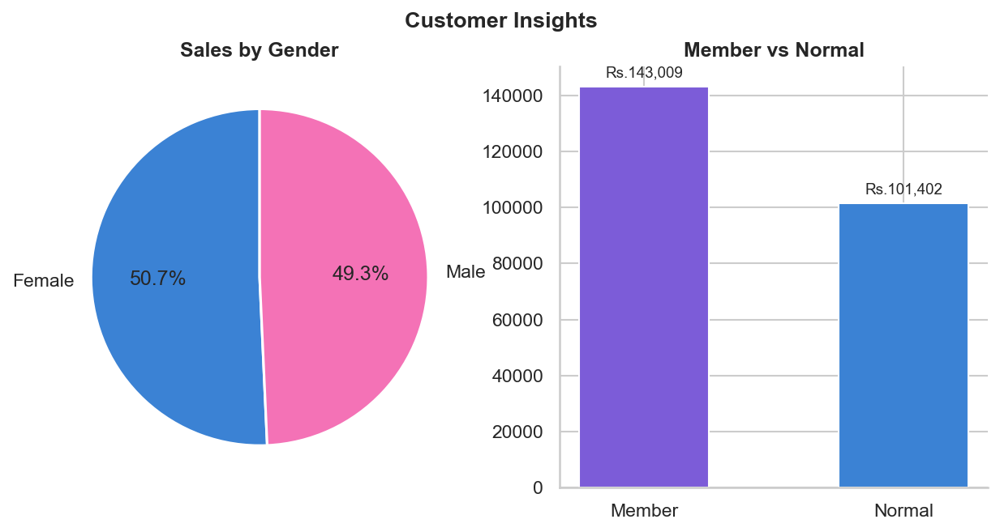 Customer Insights
Sales by Gender
Female
50.7%
49.3%
Male
Member vs Normal
Rs.143,009
Rs.101,402
140000
120000
100000
80000
60000
40000
20000
0
Member
Normal